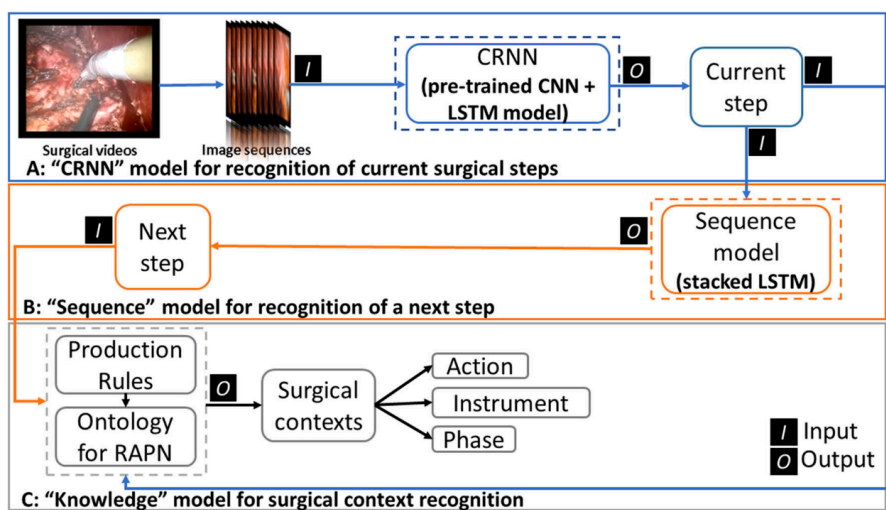 Surgical videos
Image sequences
I
CRNN
(pre-trained CNN +
LSTM model)
O
Current
step
I
I
A: “CRNN” model for recognition of current surgical steps
I
Next
step
O
Sequence
model
(stacked LSTM)
B: “Sequence” model for recognition of a next step
Production
Rules
Ontology
for RAPN
O
Surgical
contexts
Action
Instrument
Phase
I Input
O Output
C: “Knowledge” model for surgical context recognition